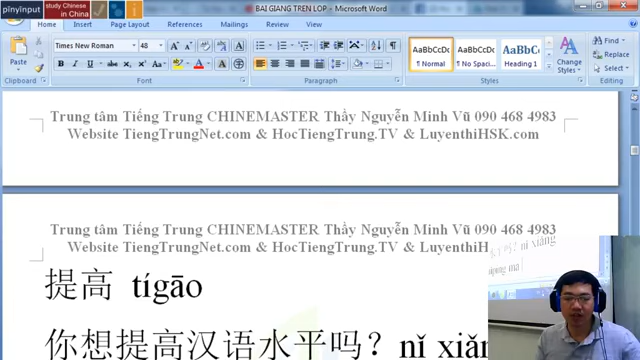 pinyinput
study Chinese
in China
BAI GIANG TREN LOP - Microsoft Word
Home Insert Page Layout References Mailings Review View
Paste
Times New Roman 48
AaBbCcDc AaBbCcDc AaBbC
¶ Normal ¶ No Spaci... Heading 1
Change
Styles
Find
Replace
Select
Clipboard Font Paragraph Styles Editing
Trung tâm Tiếng Trung CHINEMASTER Thầy Nguyễn Minh Vũ 090 468 4983
Website TiengTrungNet.com & HocTiengTrung.TV & LuyenthiHSK.com
Trung tâm Tiếng Trung CHINEMASTER Thầy Nguyễn Minh Vũ 090 468 4983
Website TiengTrungNet.com & HocTiengTrung.TV & LuyenthiH
提高 tígāo
你想提高汉语水平吗？nǐ xiǎn